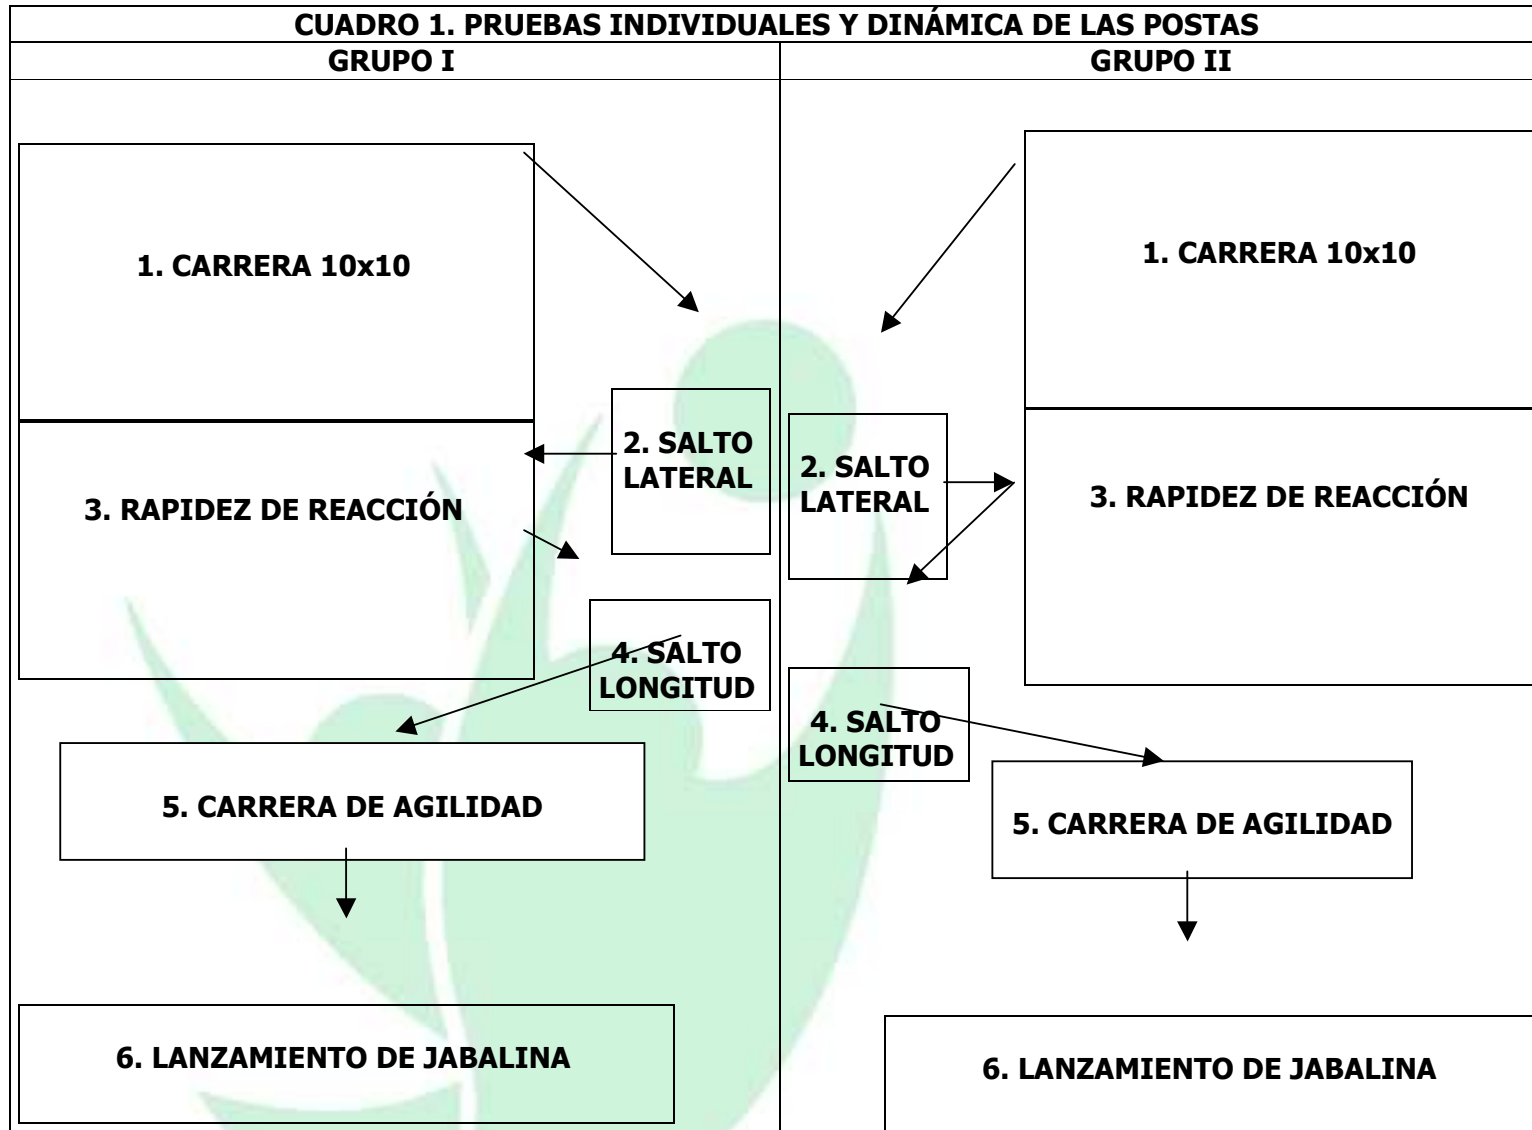 CUADRO 1. PRUEBAS INDIVIDUALES Y DINÁMICA DE LAS POSTAS
GRUPO I
1. CARRERA 10x10
2. SALTO
LATERAL
3. RAPIDEZ DE REACCIÓN
4. SALTO
LONGITUD
5. CARRERA DE AGILIDAD
6. LANZAMIENTO DE JABALINA
GRUPO II
1. CARRERA 10x10
2. SALTO
LATERAL
3. RAPIDEZ DE REACCIÓN
4. SALTO
LONGITUD
5. CARRERA DE AGILIDAD
6. LANZAMIENTO DE JABALINA